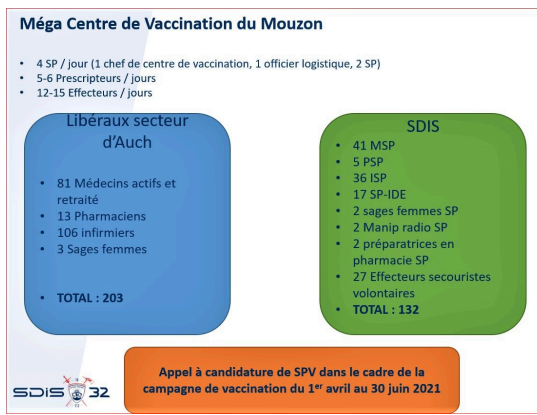 Méga Centre de Vaccination du Mouzon
• 4 SP / jour (1 chef de centre de vaccination, 1 officier logistique, 2 SP)
• 5-6 Prescripteurs / jours
• 12-15 Effecteurs / jours
Libéraux secteur
d'Auch
• 81 Médecins actifs et
retraité
• 13 Pharmaciens
• 106 infirmiers
• 3 Sages femmes
• TOTAL : 203
SDIS
• 41 MSP
• 5 PSP
• 36 ISP
• 17 SP-IDE
• 2 sages femmes SP
• 2 Manip radio SP
• 2 préparatrices en
pharmacie SP
• 27 Effecteurs secouristes
volontaires
• TOTAL : 132
Appel à candidature de SPV dans le cadre de la
campagne de vaccination du 1er avril au 30 juin 2021
SDIS 32